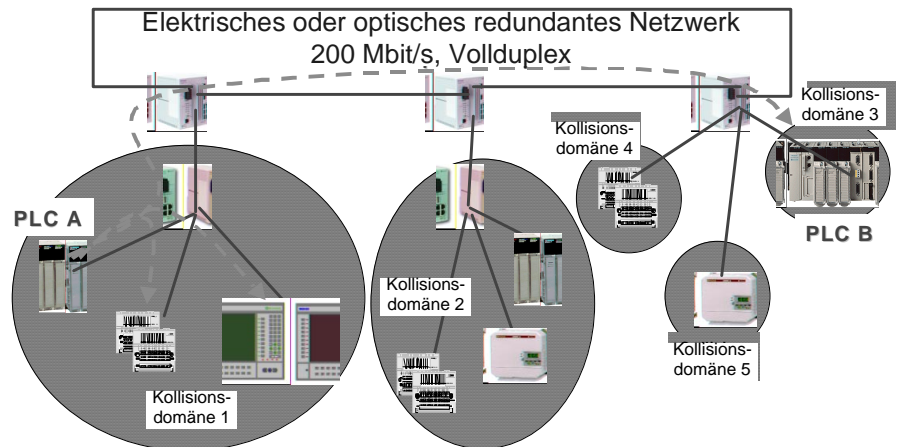 Elektrisches oder optisches redundantes Netzwerk
200 Mbit/s, Vollduplex
Kollisions-
domäne 3
Kollisions-
domäne 4
PLC A
PLC B
Kollisions-
domäne 2
Kollisions-
domäne 5
Kollisions-
domäne 1